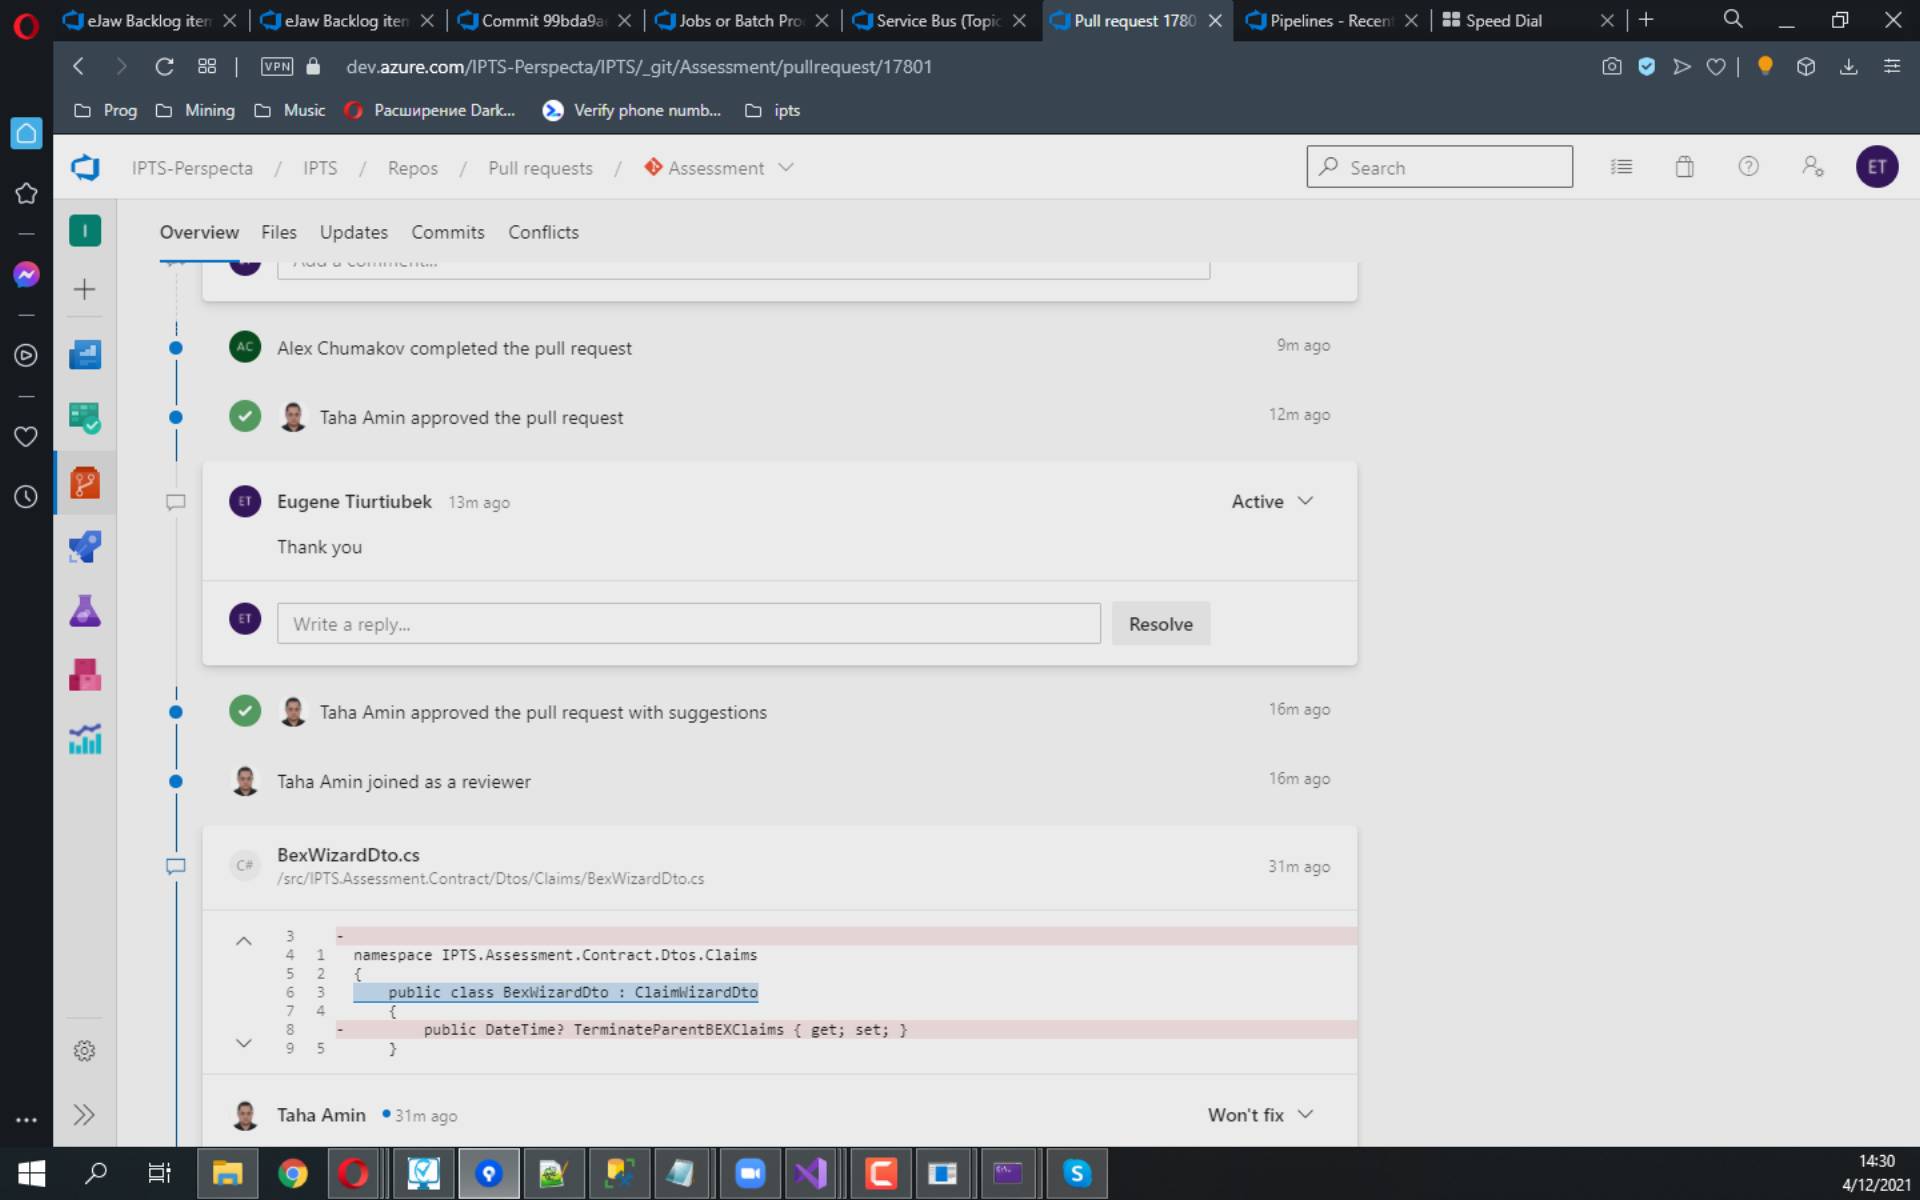 eJaw Backlog iter
eJaw Backlog iter
Commit 99bda9a
Jobs or Batch Pro
Service Bus (Topic
Pull request 1780
Pipelines - Recent
Speed Dial
VPN
dev.azure.com/IPTS-Perspecta/IPTS/_git/Assessment/pullrequest/17801
Prog
Mining
Music
Расширение Dark...
Verify phone numb...
ipts
IPTS-Perspecta / IPTS / Repos / Pull requests / Assessment
Search
ET
I
Overview
Files
Updates
Commits
Conflicts
Add a comment...
AC
Alex Chumakov completed the pull request
9m ago
Taha Amin approved the pull request
12m ago
ET
Eugene Tiurtiubek 13m ago
Active
Thank you
ET
Write a reply...
Resolve
Taha Amin approved the pull request with suggestions
16m ago
Taha Amin joined as a reviewer
16m ago
C#
BexWizardDto.cs
/src/IPTS.Assessment.Contract/Dtos/Claims/BexWizardDto.cs
31m ago
3 -
4 1 namespace IPTS.Assessment.Contract.Dtos.Claims
5 2 {
6 3 public class BexWizardDto : ClaimWizardDto
7 4 {
8 - public DateTime? TerminateParentBEXClaims { get; set; }
9 5 }
Taha Amin 31m ago
Won't fix
14:30
4/12/2021